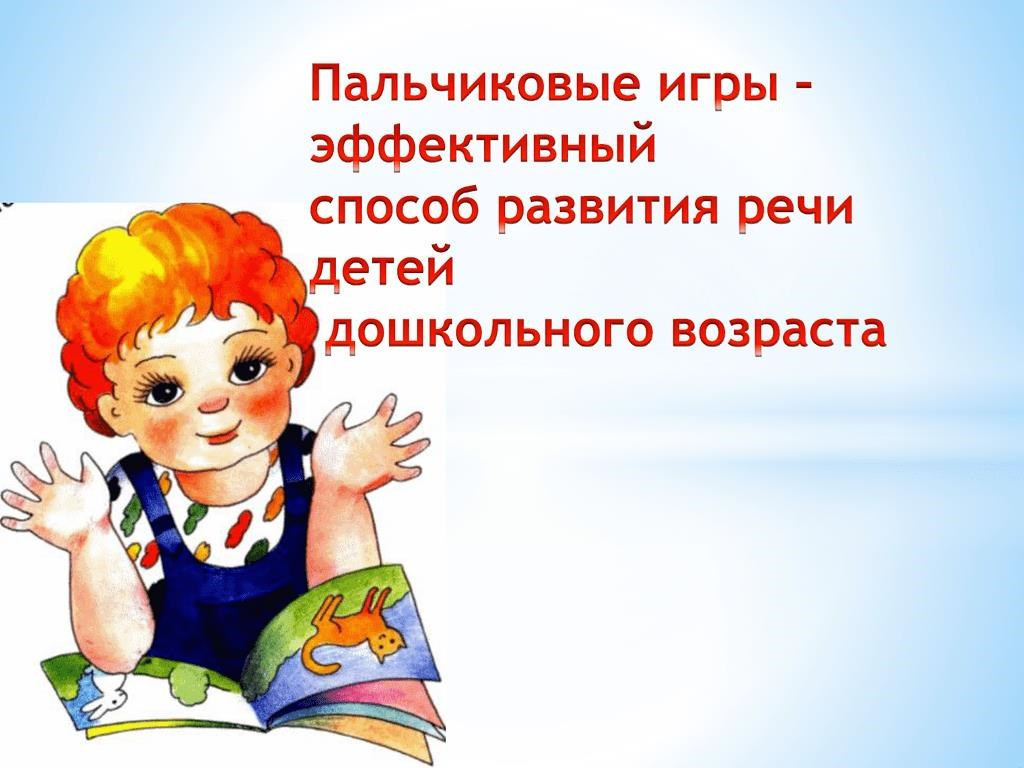 Пальчиковые игры –
эффективный
способ развития речи
детей
дошкольного возраста